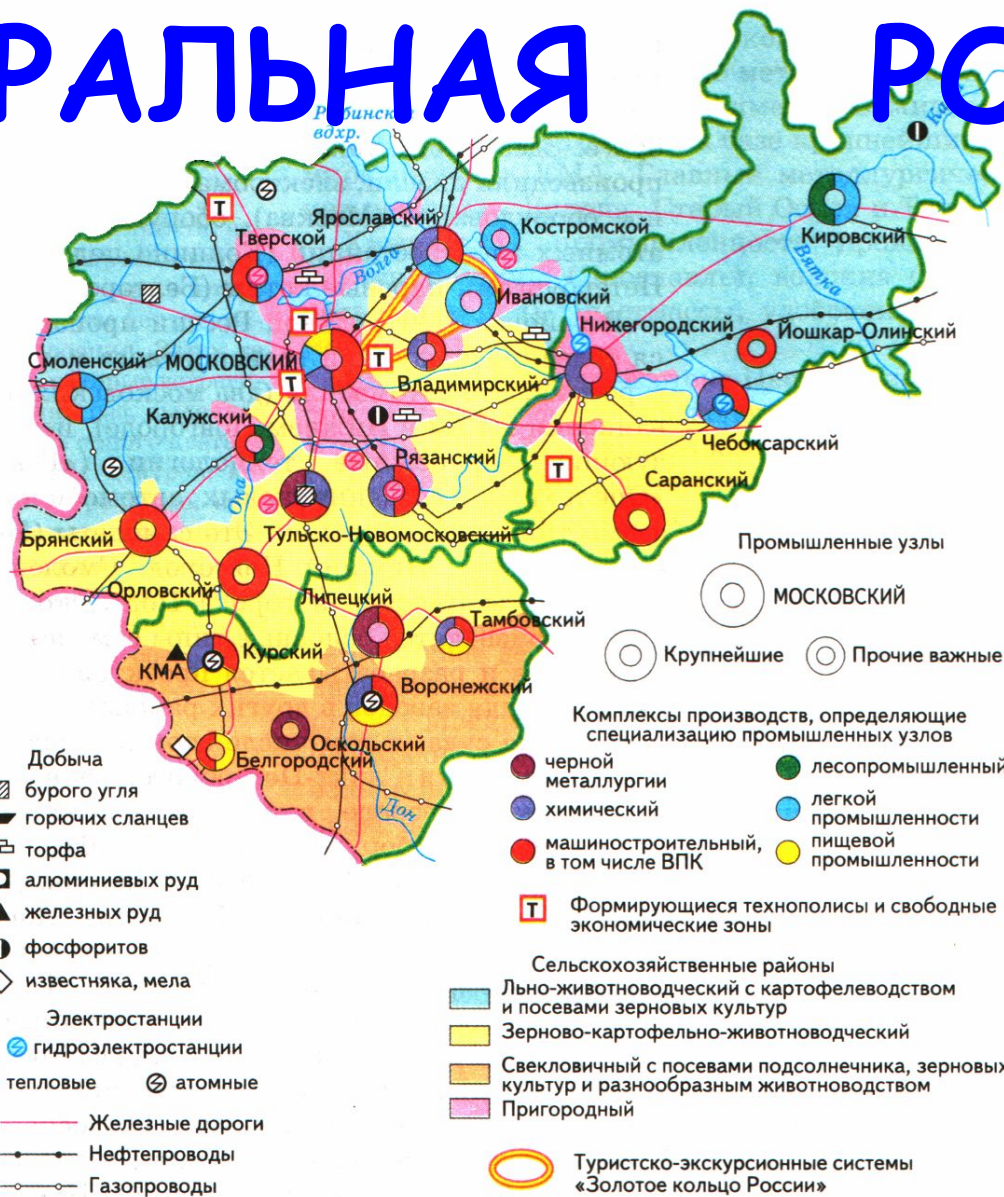 РАЛЬНАЯ РО
Рыбинское
вдхр.
Кама
Ярославский
Костромской
Тверской
Кировский
Волга
Вятка
Ивановский
Нижегородский
Йошкар-Олинский
Смоленский
МОСКОВСКИЙ
Владимирский
Калужский
Чебоксарский
Рязанский
Саранский
Ока
Брянский
Тульско-Новомосковский
Орловский
Липецкий
Тамбовский
Курский
КМА
Воронежский
Оскольский
Белгородский
Дон
Т
Т
Т
Т
Т
Промышленные узлы
МОСКОВСКИЙ
Крупнейшие
Прочие важные
Комплексы производств, определяющие
специализацию промышленных узлов
черной
металлургии
химический
машиностроительный,
в том числе ВПК
лесопромышленный
легкой
промышленности
пищевой
промышленности
Т
Формирующиеся технополисы и свободные
экономические зоны
Сельскохозяйственные районы
Льно-животноводческий с картофелеводством
и посевами зерновых культур
Зерново-картофельно-животноводческий
Свекловичный с посевами подсолнечника, зерновых
культур и разнообразным животноводством
Пригородный
Туристско-экскурсионные системы
«Золотое кольцо России»
Добыча
бурого угля
горючих сланцев
торфа
алюминиевых руд
железных руд
фосфоритов
известняка, мела
Электростанции
гидроэлектростанции
тепловые
атомные
Железные дороги
Нефтепроводы
Газопроводы